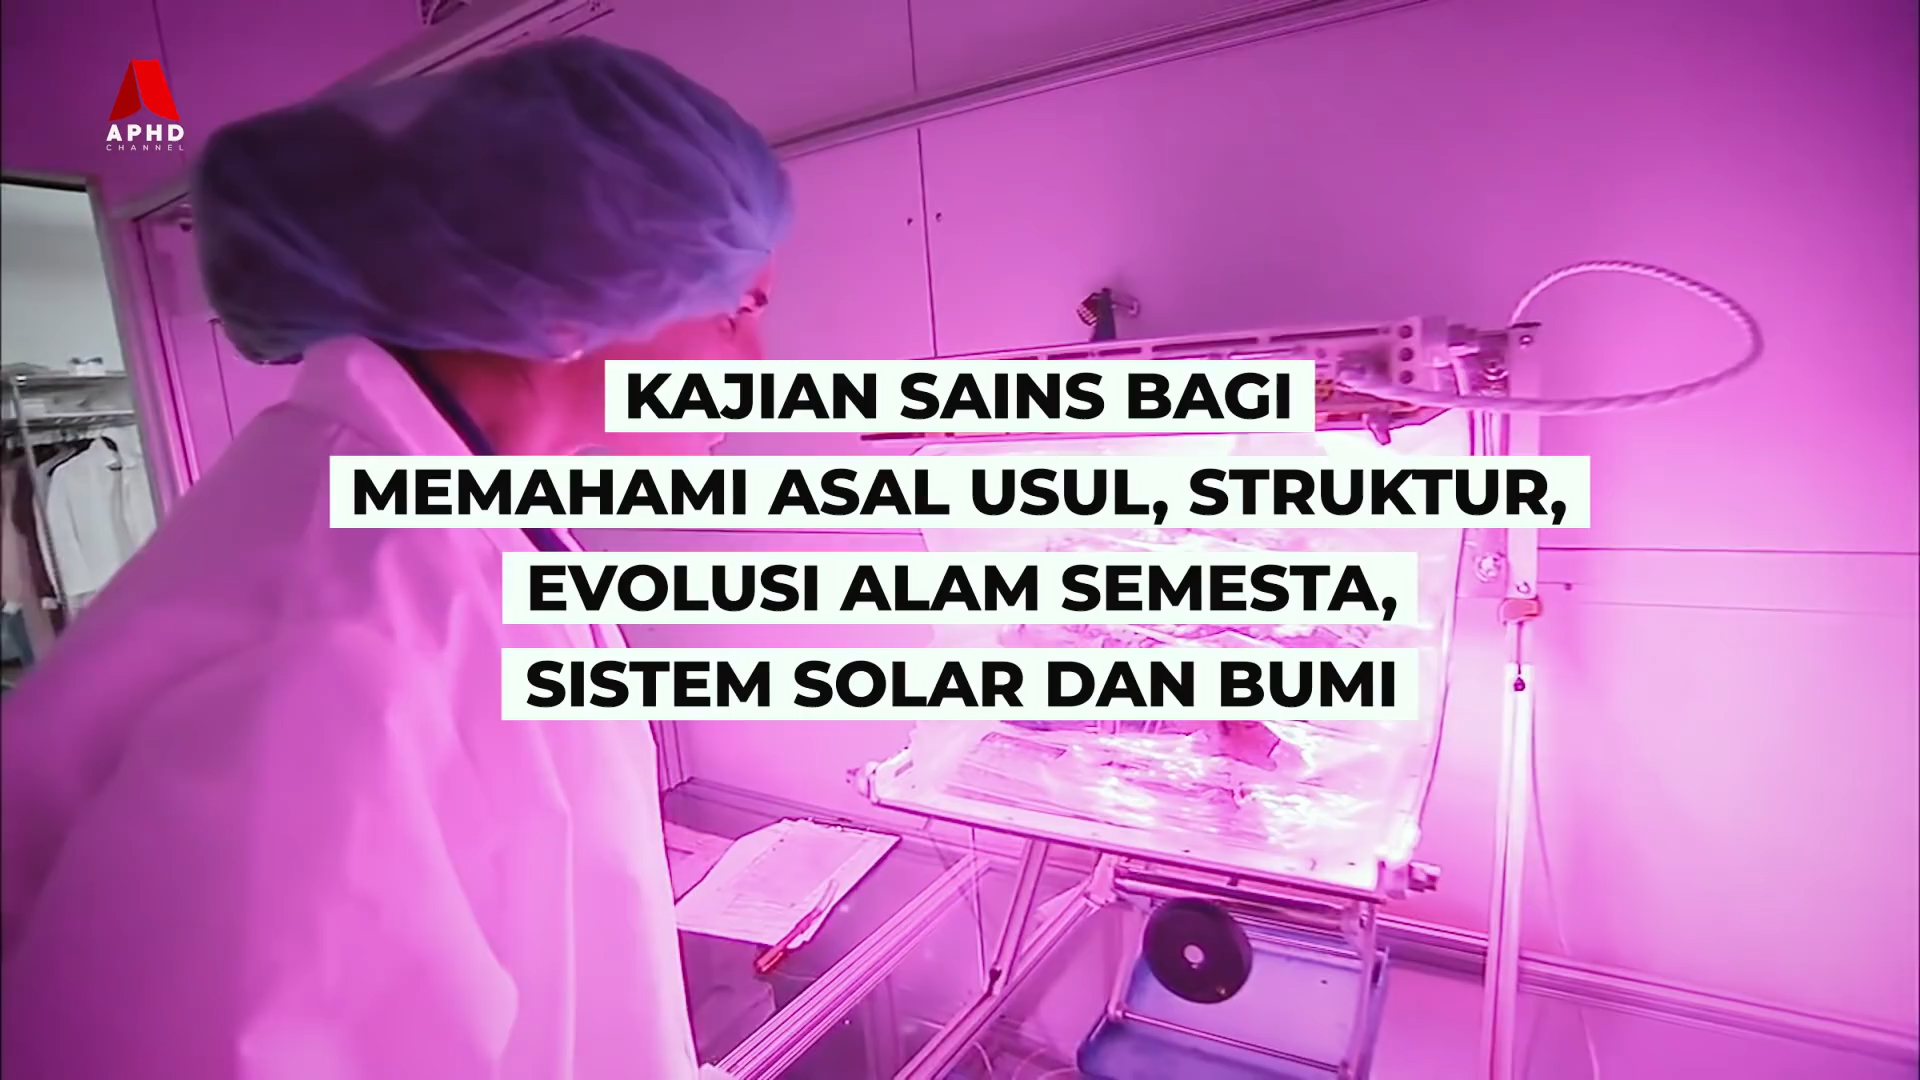 APHD
CHANNEL
KAJIAN SAINS BAGI
MEMAHAMI ASAL USUL, STRUKTUR,
EVOLUSI ALAM SEMESTA,
SISTEM SOLAR DAN BUMI